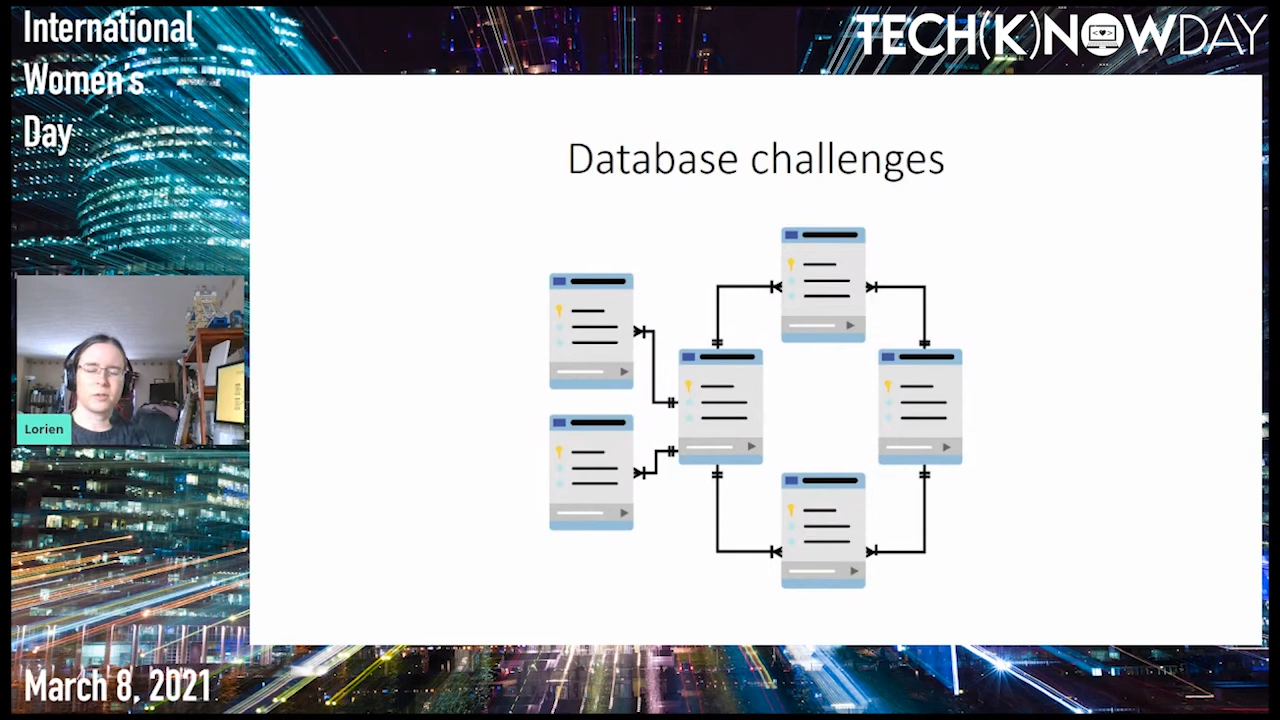 International
Women's
Day
TECH(K)NOWDAY
Database challenges
Lorien
March 8, 2021